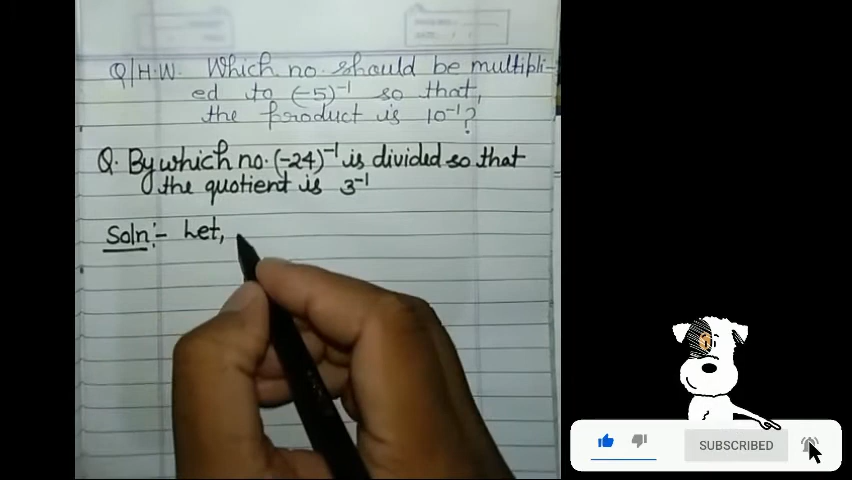 Q/H.W. Which no. should be multipli-
ed to (-5)⁻¹ so that,
the product is 10⁻¹?
Q. By which no. (-24)⁻¹ is divided so that
the quotient is 3⁻¹
Soln:- Let,
SUBSCRIBED